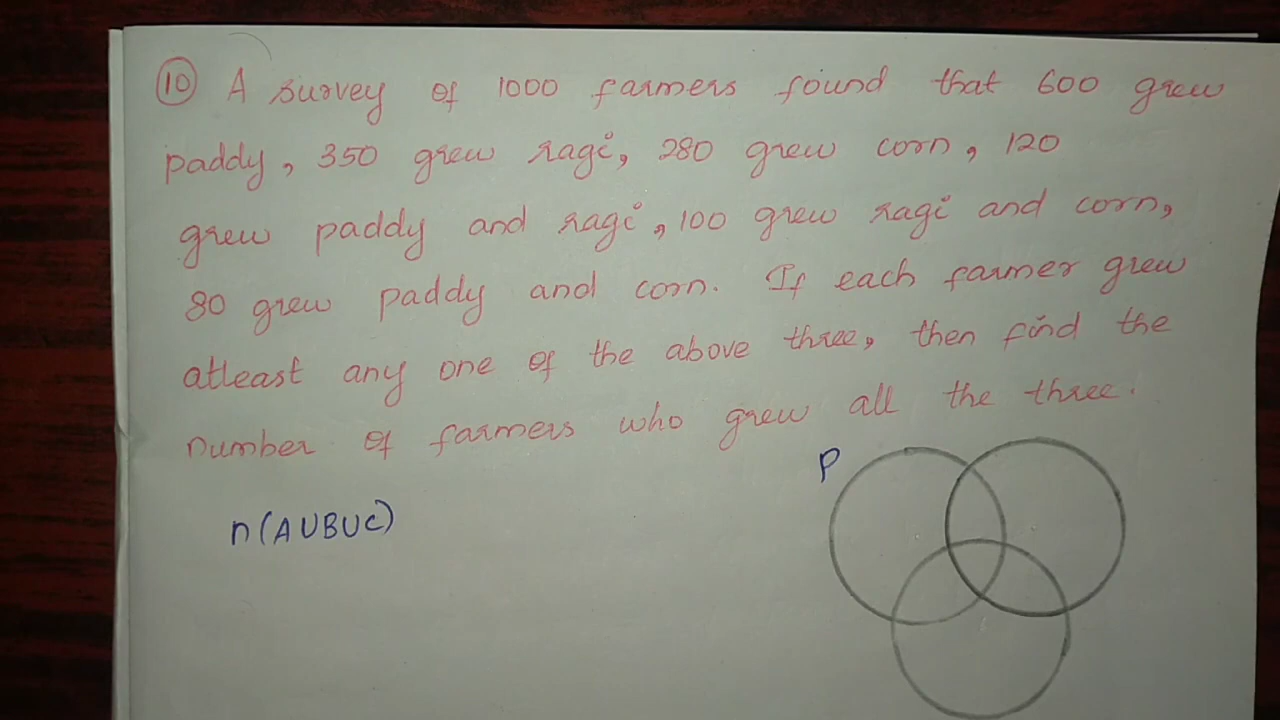 10 A survey of 1000 farmers found that 600 grew
paddy, 350 grew ragi, 280 grew corn, 120
grew paddy and ragi, 100 grew ragi and corn,
80 grew paddy and corn. If each farmer grew
atleast any one of the above three, then find the
number of farmers who grew all the three.
P
n(AUBUC)